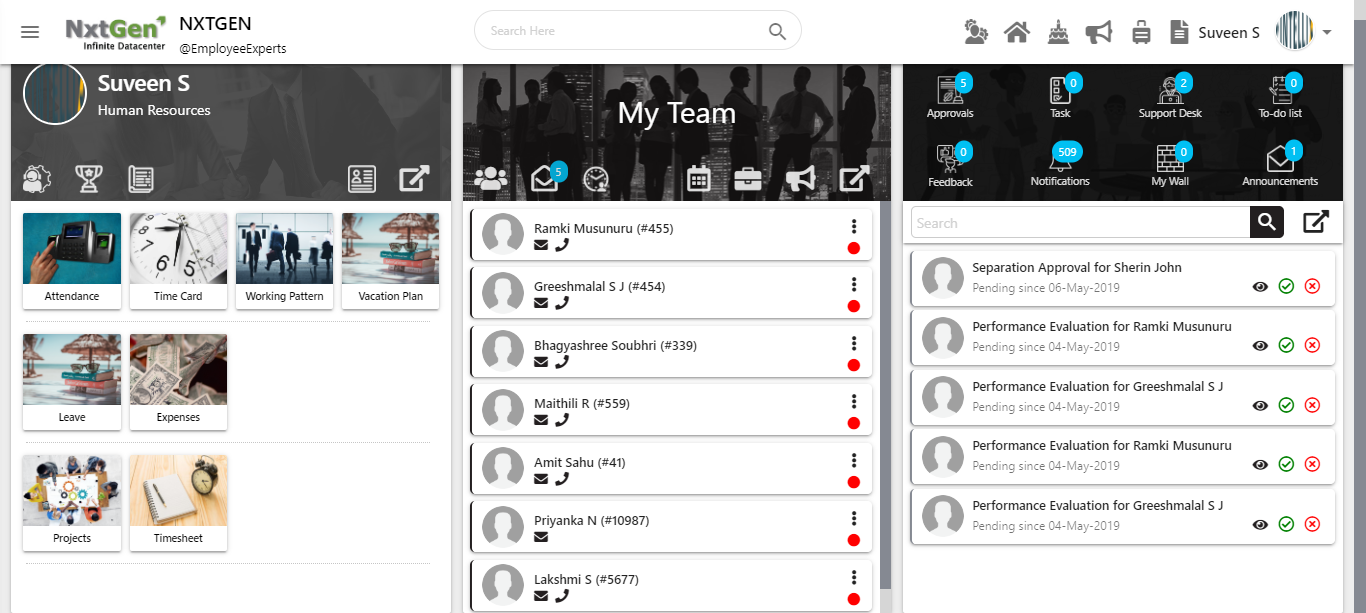 NxtGen
Infinite Datacenter
NXTGEN
@EmployeeExperts
Search Here
Suveen S
Suveen S
Human Resources
Attendance
Time Card
Working Pattern
Vacation Plan
Leave
Expenses
Projects
Timesheet
My Team
5
Ramki Musunuru (#455)
Greeshmalal S J (#454)
Bhagyashree Soubhri (#339)
Maithili R (#559)
Amit Sahu (#41)
Priyanka N (#10987)
Lakshmi S (#5677)
5
Approvals
0
Task
2
Support Desk
0
To-do list
0
Feedback
509
Notifications
0
My Wall
1
Announcements
Search
Separation Approval for Sherin John
Pending since 06-May-2019
Performance Evaluation for Ramki Musunuru
Pending since 04-May-2019
Performance Evaluation for Greeshmalal S J
Pending since 04-May-2019
Performance Evaluation for Ramki Musunuru
Pending since 04-May-2019
Performance Evaluation for Greeshmalal S J
Pending since 04-May-2019